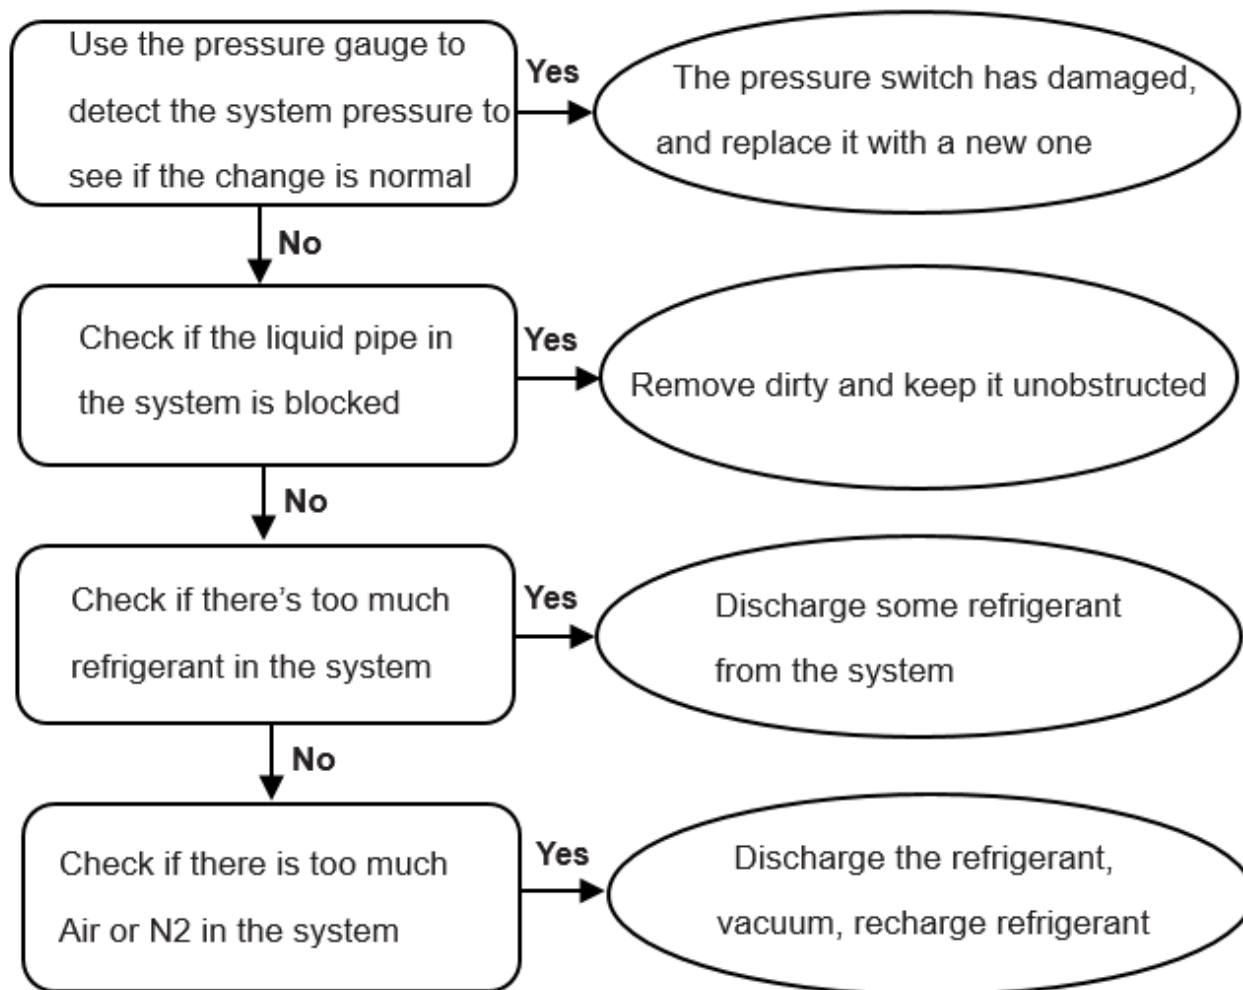 Use the pressure gauge to
detect the system pressure to
see if the change is normal
Yes
The pressure switch has damaged,
and replace it with a new one
No
Check if the liquid pipe in
the system is blocked
Yes
Remove dirty and keep it unobstructed
No
Check if there’s too much
refrigerant in the system
Yes
Discharge some refrigerant
from the system
No
Check if there is too much
Air or N2 in the system
Yes
Discharge the refrigerant,
vacuum, recharge refrigerant